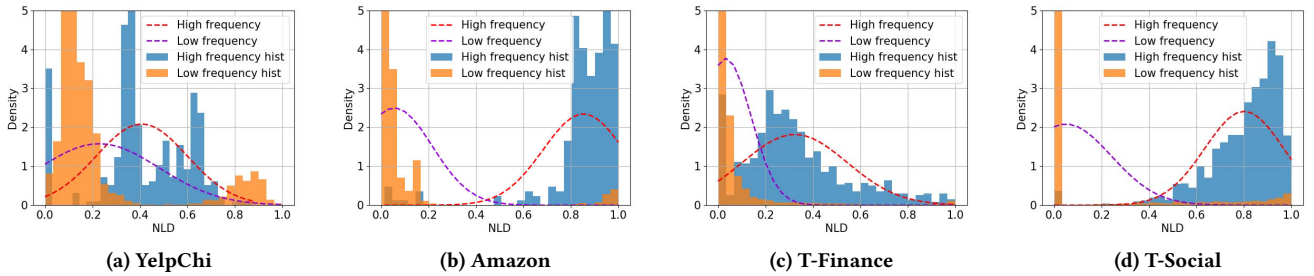 5
4
3
2
1
0
Density
High frequency
Low frequency
High frequency hist
Low frequency hist
0.0 0.2 0.4 0.6 0.8 1.0
NLD
(a) YelpChi
5
4
3
2
1
0
Density
High frequency
Low frequency
High frequency hist
Low frequency hist
0.0 0.2 0.4 0.6 0.8 1.0
NLD
(b) Amazon
5
4
3
2
1
0
Density
High frequency
Low frequency
High frequency hist
Low frequency hist
0.0 0.2 0.4 0.6 0.8 1.0
NLD
(c) T-Finance
5
4
3
2
1
0
Density
High frequency
Low frequency
High frequency hist
Low frequency hist
0.0 0.2 0.4 0.6 0.8 1.0
NLD
(d) T-Social